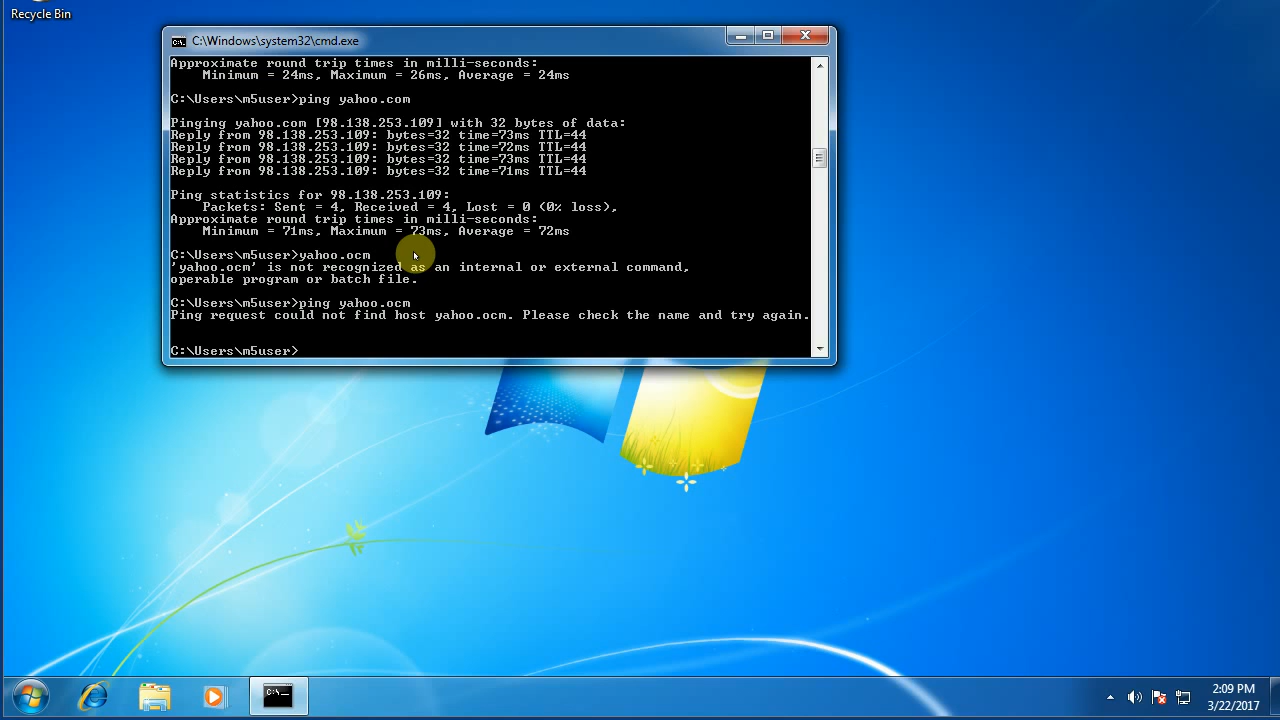 Recycle Bin
C:\Windows\system32\cmd.exe
Approximate round trip times in milli-seconds:
    Minimum = 24ms, Maximum = 26ms, Average = 24ms
C:\Users\m5user>ping yahoo.com
Pinging yahoo.com [98.138.253.109] with 32 bytes of data:
Reply from 98.138.253.109: bytes=32 time=73ms TTL=44
Reply from 98.138.253.109: bytes=32 time=72ms TTL=44
Reply from 98.138.253.109: bytes=32 time=73ms TTL=44
Reply from 98.138.253.109: bytes=32 time=71ms TTL=44
Ping statistics for 98.138.253.109:
    Packets: Sent = 4, Received = 4, Lost = 0 (0% loss),
Approximate round trip times in milli-seconds:
    Minimum = 71ms, Maximum = 73ms, Average = 72ms
C:\Users\m5user>yahoo.ocm
'yahoo.ocm' is not recognized as an internal or external command,
operable program or batch file.
C:\Users\m5user>ping yahoo.ocm
Ping request could not find host yahoo.ocm. Please check the name and try again.
C:\Users\m5user>
2:09 PM
3/22/2017